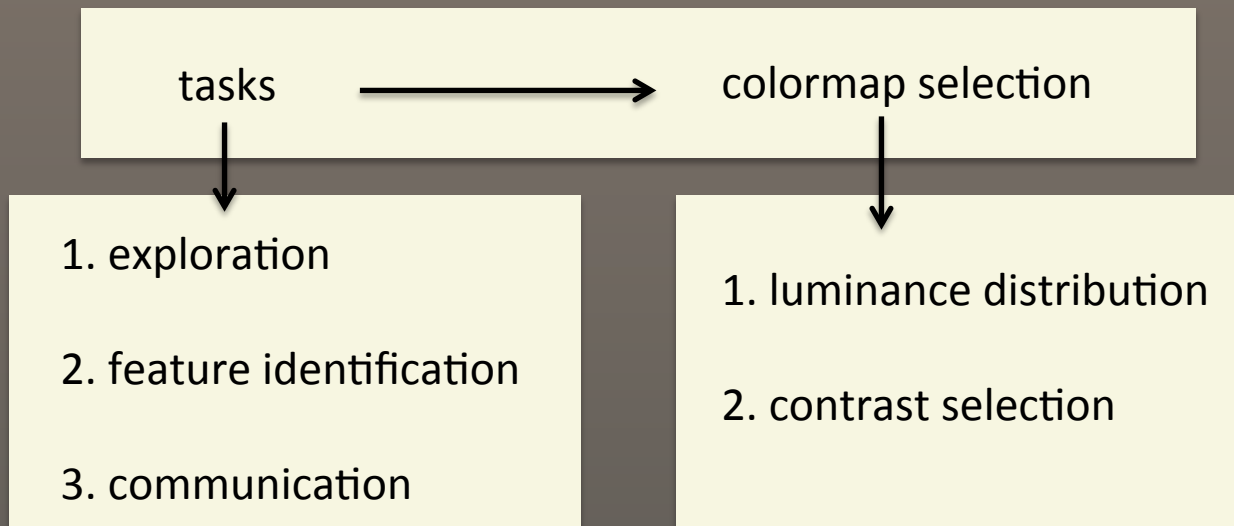 tasks
colormap selection
1. exploration
2. feature identification
3. communication
1. luminance distribution
2. contrast selection